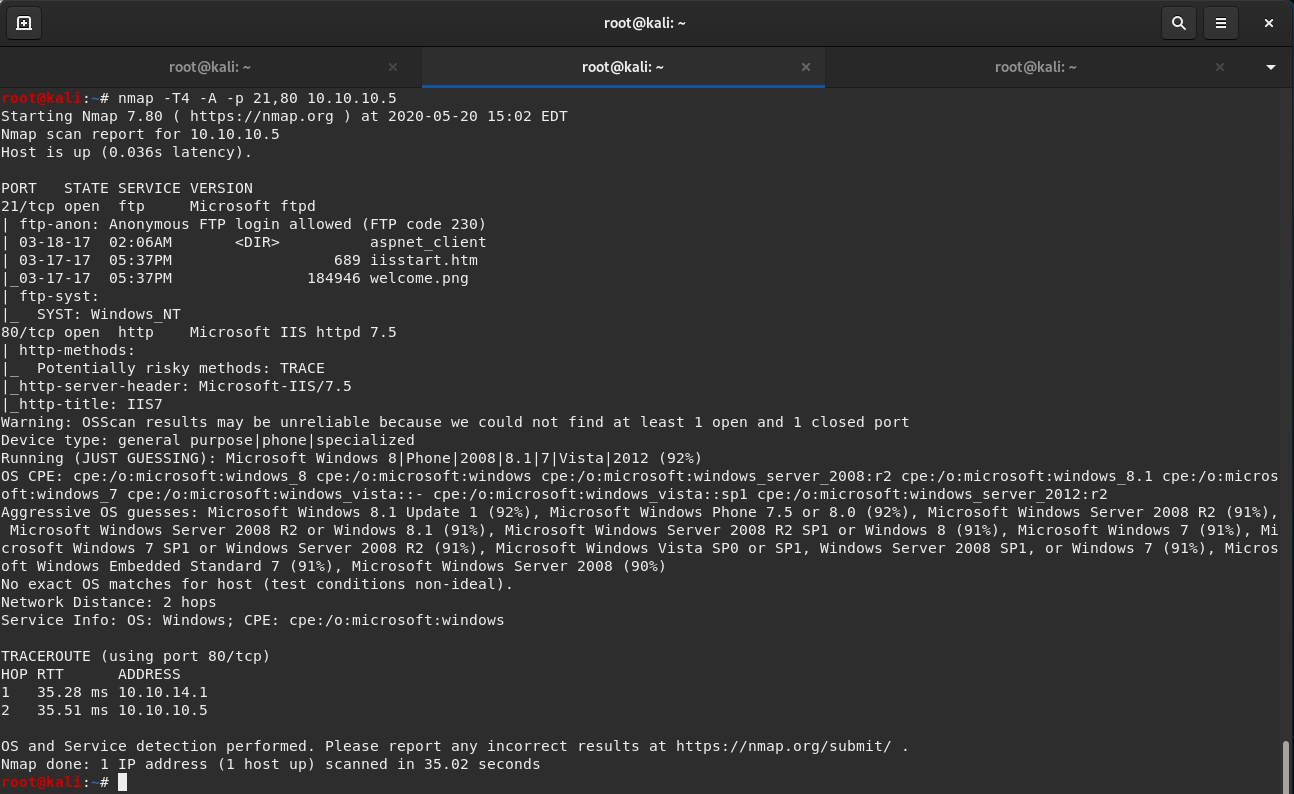 root@kali: ~
root@kali: ~
root@kali: ~
root@kali: ~
root@kali:~# nmap -T4 -A -p 21,80 10.10.10.5
Starting Nmap 7.80 ( https://nmap.org ) at 2020-05-20 15:02 EDT
Nmap scan report for 10.10.10.5
Host is up (0.036s latency).

PORT   STATE SERVICE VERSION
21/tcp open  ftp     Microsoft ftpd
| ftp-anon: Anonymous FTP login allowed (FTP code 230)
| 03-18-17  02:06AM       <DIR>          aspnet_client
| 03-17-17  05:37PM                  689 iisstart.htm
|_03-17-17  05:37PM               184946 welcome.png
| ftp-syst:
|_  SYST: Windows_NT
80/tcp open  http    Microsoft IIS httpd 7.5
| http-methods:
|_  Potentially risky methods: TRACE
|_http-server-header: Microsoft-IIS/7.5
|_http-title: IIS7
Warning: OSScan results may be unreliable because we could not find at least 1 open and 1 closed port
Device type: general purpose|phone|specialized
Running (JUST GUESSING): Microsoft Windows 8|Phone|2008|8.1|7|Vista|2012 (92%)
OS CPE: cpe:/o:microsoft:windows_8 cpe:/o:microsoft:windows cpe:/o:microsoft:windows_server_2008:r2 cpe:/o:microsoft:windows_8.1 cpe:/o:micros
oft:windows_7 cpe:/o:microsoft:windows_vista::- cpe:/o:microsoft:windows_vista::sp1 cpe:/o:microsoft:windows_server_2012:r2
Aggressive OS guesses: Microsoft Windows 8.1 Update 1 (92%), Microsoft Windows Phone 7.5 or 8.0 (92%), Microsoft Windows Server 2008 R2 (91%),
 Microsoft Windows Server 2008 R2 or Windows 8.1 (91%), Microsoft Windows Server 2008 R2 SP1 or Windows 8 (91%), Microsoft Windows 7 (91%), Mi
crosoft Windows 7 SP1 or Windows Server 2008 R2 (91%), Microsoft Windows Vista SP0 or SP1, Windows Server 2008 SP1, or Windows 7 (91%), Micros
oft Windows Embedded Standard 7 (91%), Microsoft Windows Server 2008 (90%)
No exact OS matches for host (test conditions non-ideal).
Network Distance: 2 hops
Service Info: OS: Windows; CPE: cpe:/o:microsoft:windows

TRACEROUTE (using port 80/tcp)
HOP RTT      ADDRESS
1   35.28 ms 10.10.14.1
2   35.51 ms 10.10.10.5

OS and Service detection performed. Please report any incorrect results at https://nmap.org/submit/ .
Nmap done: 1 IP address (1 host up) scanned in 35.02 seconds
root@kali:~#